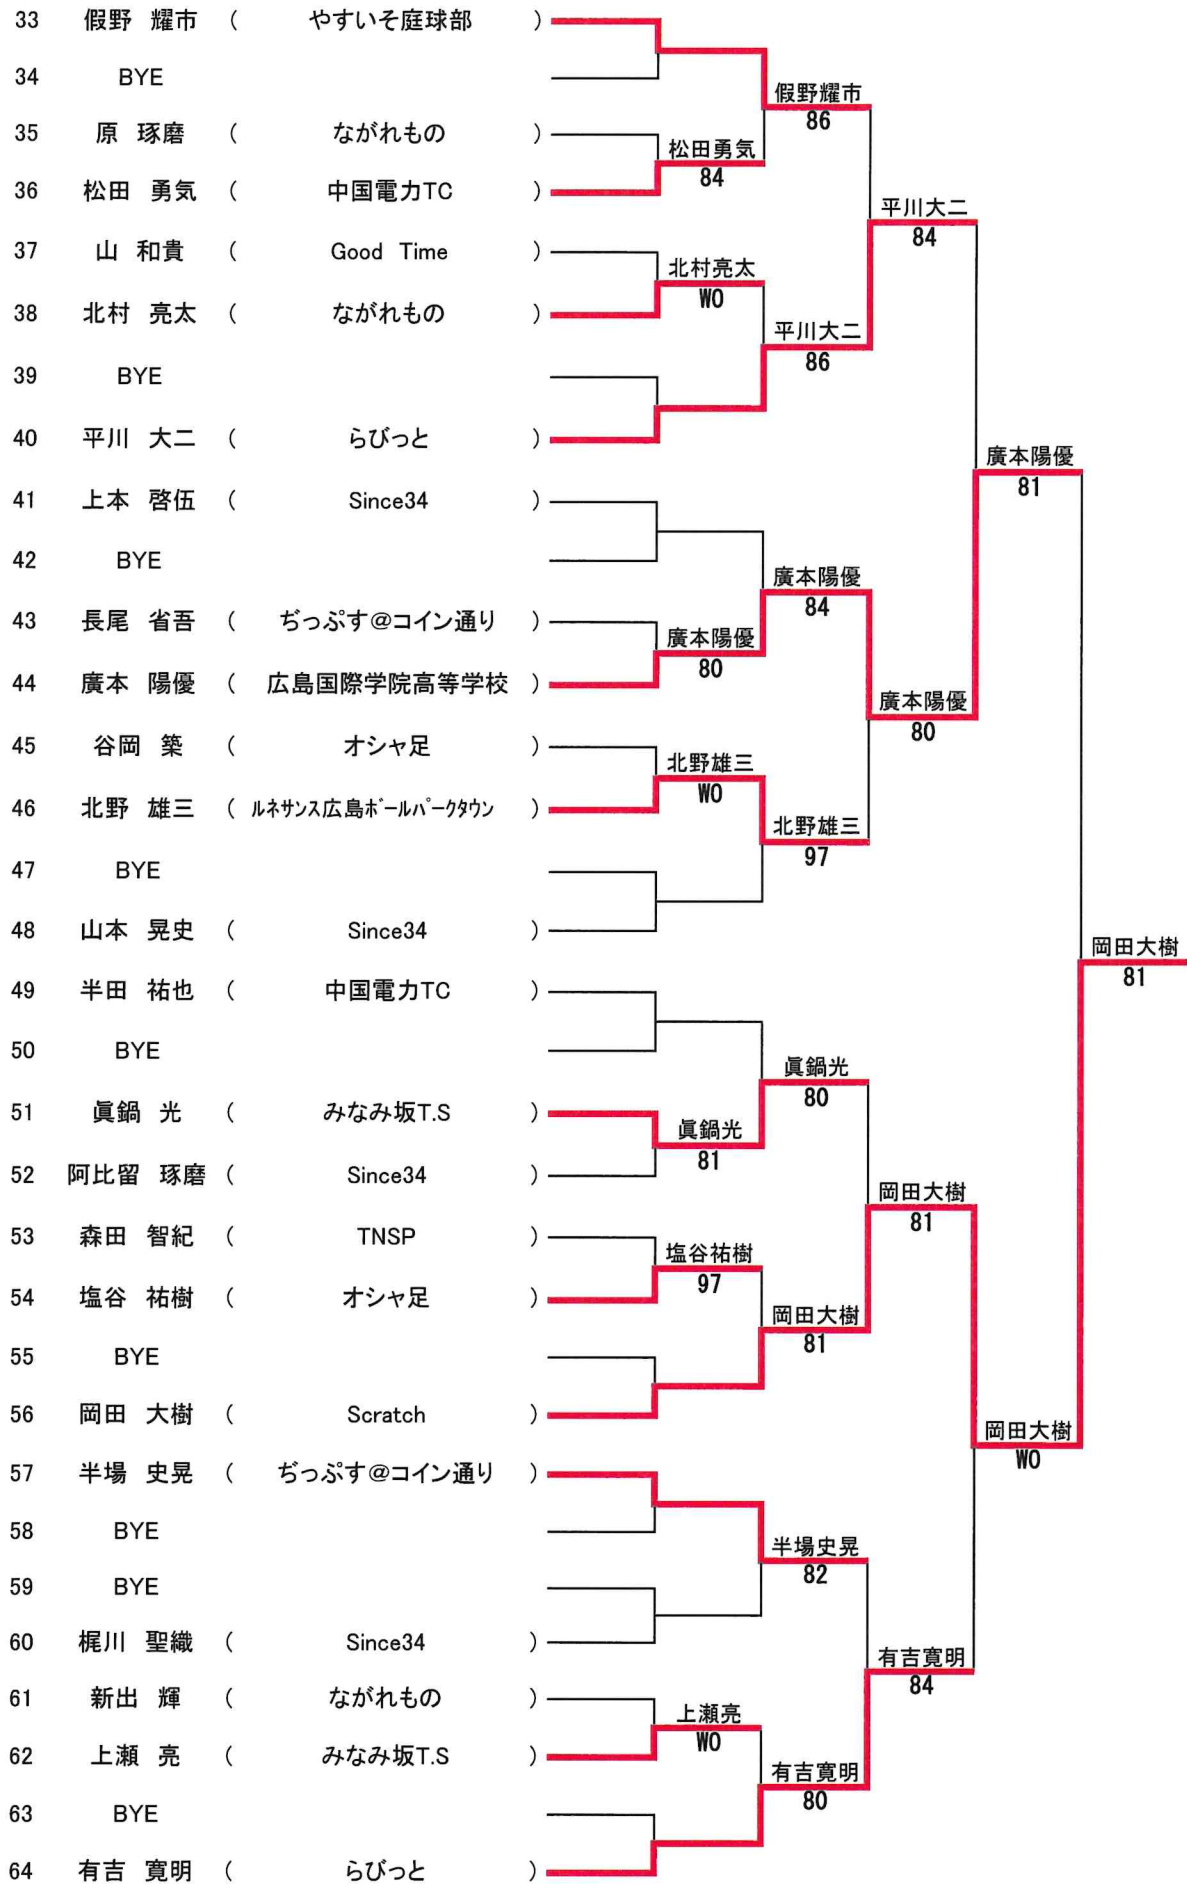 33 假野 耀市 ( やすいそ庭球部 )
34 BYE
假野耀市
86
35 原 琢磨 ( ながれもの )
松田勇気
84
36 松田 勇気 ( 中国電力TC )
平川大二
84
37 山 和貴 ( Good Time )
北村亮太
WO
38 北村 亮太 ( ながれもの )
平川大二
86
39 BYE
40 平川 大二 ( らびっと )
廣本陽優
81
41 上本 啓伍 ( Since34 )
42 BYE
廣本陽優
84
43 長尾 省吾 ( ぢっぷす@コイン通り )
廣本陽優
80
44 廣本 陽優 ( 広島国際学院高等学校 )
廣本陽優
80
45 谷岡 築 ( オシャ足 )
北野雄三
WO
46 北野 雄三 ( ルネサンス広島ボールパークタウン )
北野雄三
97
47 BYE
48 山本 晃史 ( Since34 )
岡田大樹
81
49 半田 祐也 ( 中国電力TC )
50 BYE
眞鍋光
80
51 眞鍋 光 ( みなみ坂T.S )
眞鍋光
81
52 阿比留 琢磨 ( Since34 )
岡田大樹
81
53 森田 智紀 ( TNSP )
塩谷祐樹
97
54 塩谷 祐樹 ( オシャ足 )
岡田大樹
81
55 BYE
56 岡田 大樹 ( Scratch )
岡田大樹
WO
57 半場 史晃 ( ぢっぷす@コイン通り )
58 BYE
半場史晃
82
59 BYE
60 梶川 聖織 ( Since34 )
有吉寛明
84
61 新出 輝 ( ながれもの )
上瀬亮
WO
62 上瀬 亮 ( みなみ坂T.S )
有吉寛明
80
63 BYE
64 有吉 寛明 ( らびっと )